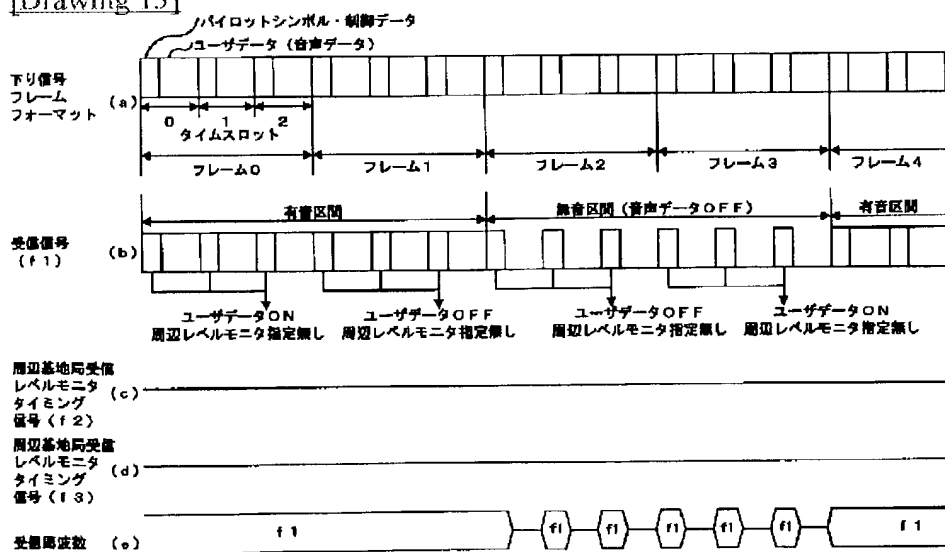 [Drawing 13]
パイロットシンボル・制御データ
ユーザデータ（音声データ）
下り信号
フレーム
フォーマット
(a)
0 1 2
タイムスロット
フレーム0 フレーム1 フレーム2 フレーム3 フレーム4
有音区間 無音区間（音声データOFF） 有音区間
受信信号
（f1）
(b)
ユーザデータON
周辺レベルモニタ指定無し
ユーザデータOFF
周辺レベルモニタ指定無し
ユーザデータOFF
周辺レベルモニタ指定無し
ユーザデータON
周辺レベルモニタ指定無し
周辺基地局受信
レベルモニタ
タイミング
信号（f2）
(c)
周辺基地局受信
レベルモニタ
タイミング
信号（f3）
(d)
受信周波数 (e)
f1 f1 f1 f1 f1 f1 f1